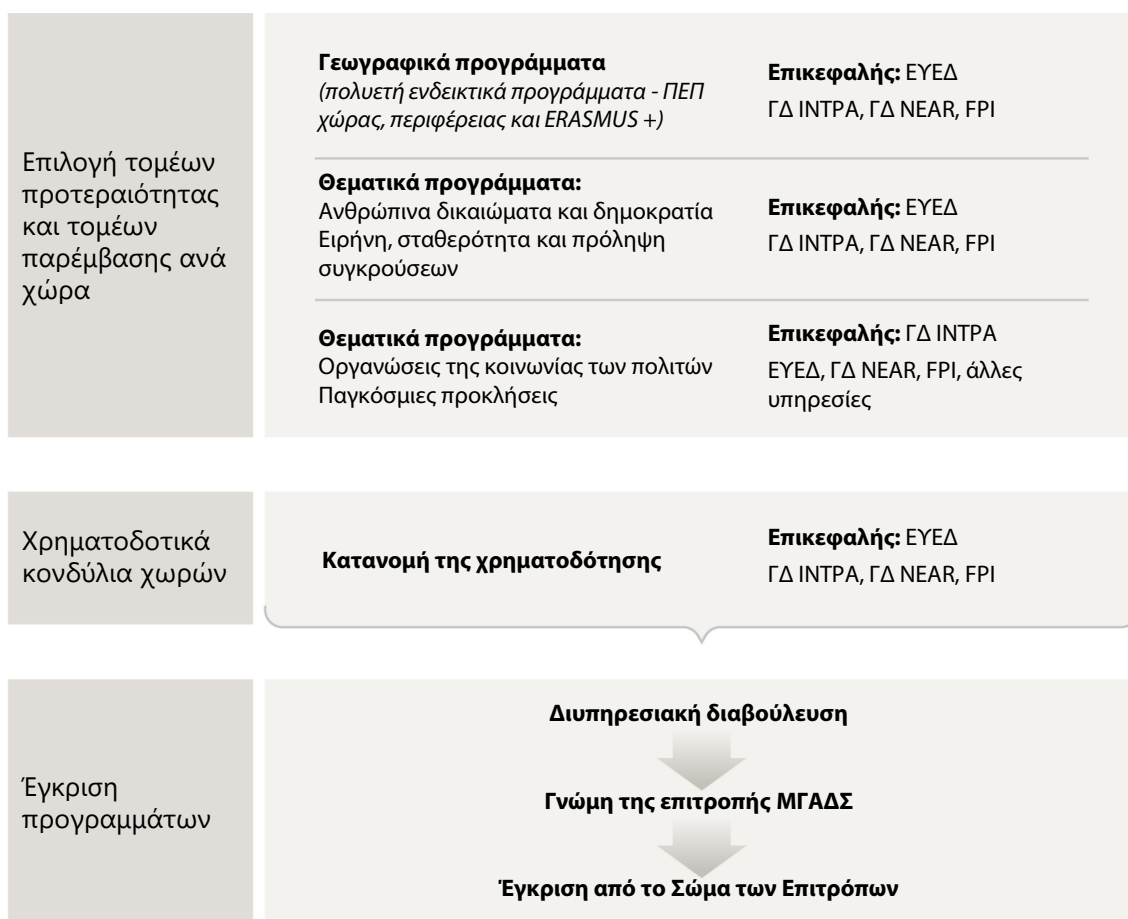 Επιλογή τομέων
προτεραιότητας
και τομέων
παρέμβασης ανά
χώρα
Γεωγραφικά προγράμματα
(πολυετή ενδεικτικά προγράμματα - ΠΕΠ
χώρας, περιφέρειας και ERASMUS +)
Επικεφαλής: ΕΥΕΔ
ΓΔ INTPA, ΓΔ NEAR, FPI
Θεματικά προγράμματα:
Ανθρώπινα δικαιώματα και δημοκρατία
Ειρήνη, σταθερότητα και πρόληψη
συγκρούσεων
Επικεφαλής: ΕΥΕΔ
ΓΔ INTPA, ΓΔ NEAR, FPI
Θεματικά προγράμματα:
Οργανώσεις της κοινωνίας των πολιτών
Παγκόσμιες προκλήσεις
Επικεφαλής: ΓΔ INTPA
ΕΥΕΔ, ΓΔ NEAR, FPI, άλλες
υπηρεσίες
Χρηματοδοτικά
κονδύλια χωρών
Κατανομή της χρηματοδότησης
Επικεφαλής: ΕΥΕΔ
ΓΔ INTPA, ΓΔ NEAR, FPI
Έγκριση
προγραμμάτων
Διυπηρεσιακή διαβούλευση
Γνώμη της επιτροπής ΜΓΑΔΣ
Έγκριση από το Σώμα των Επιτρόπων